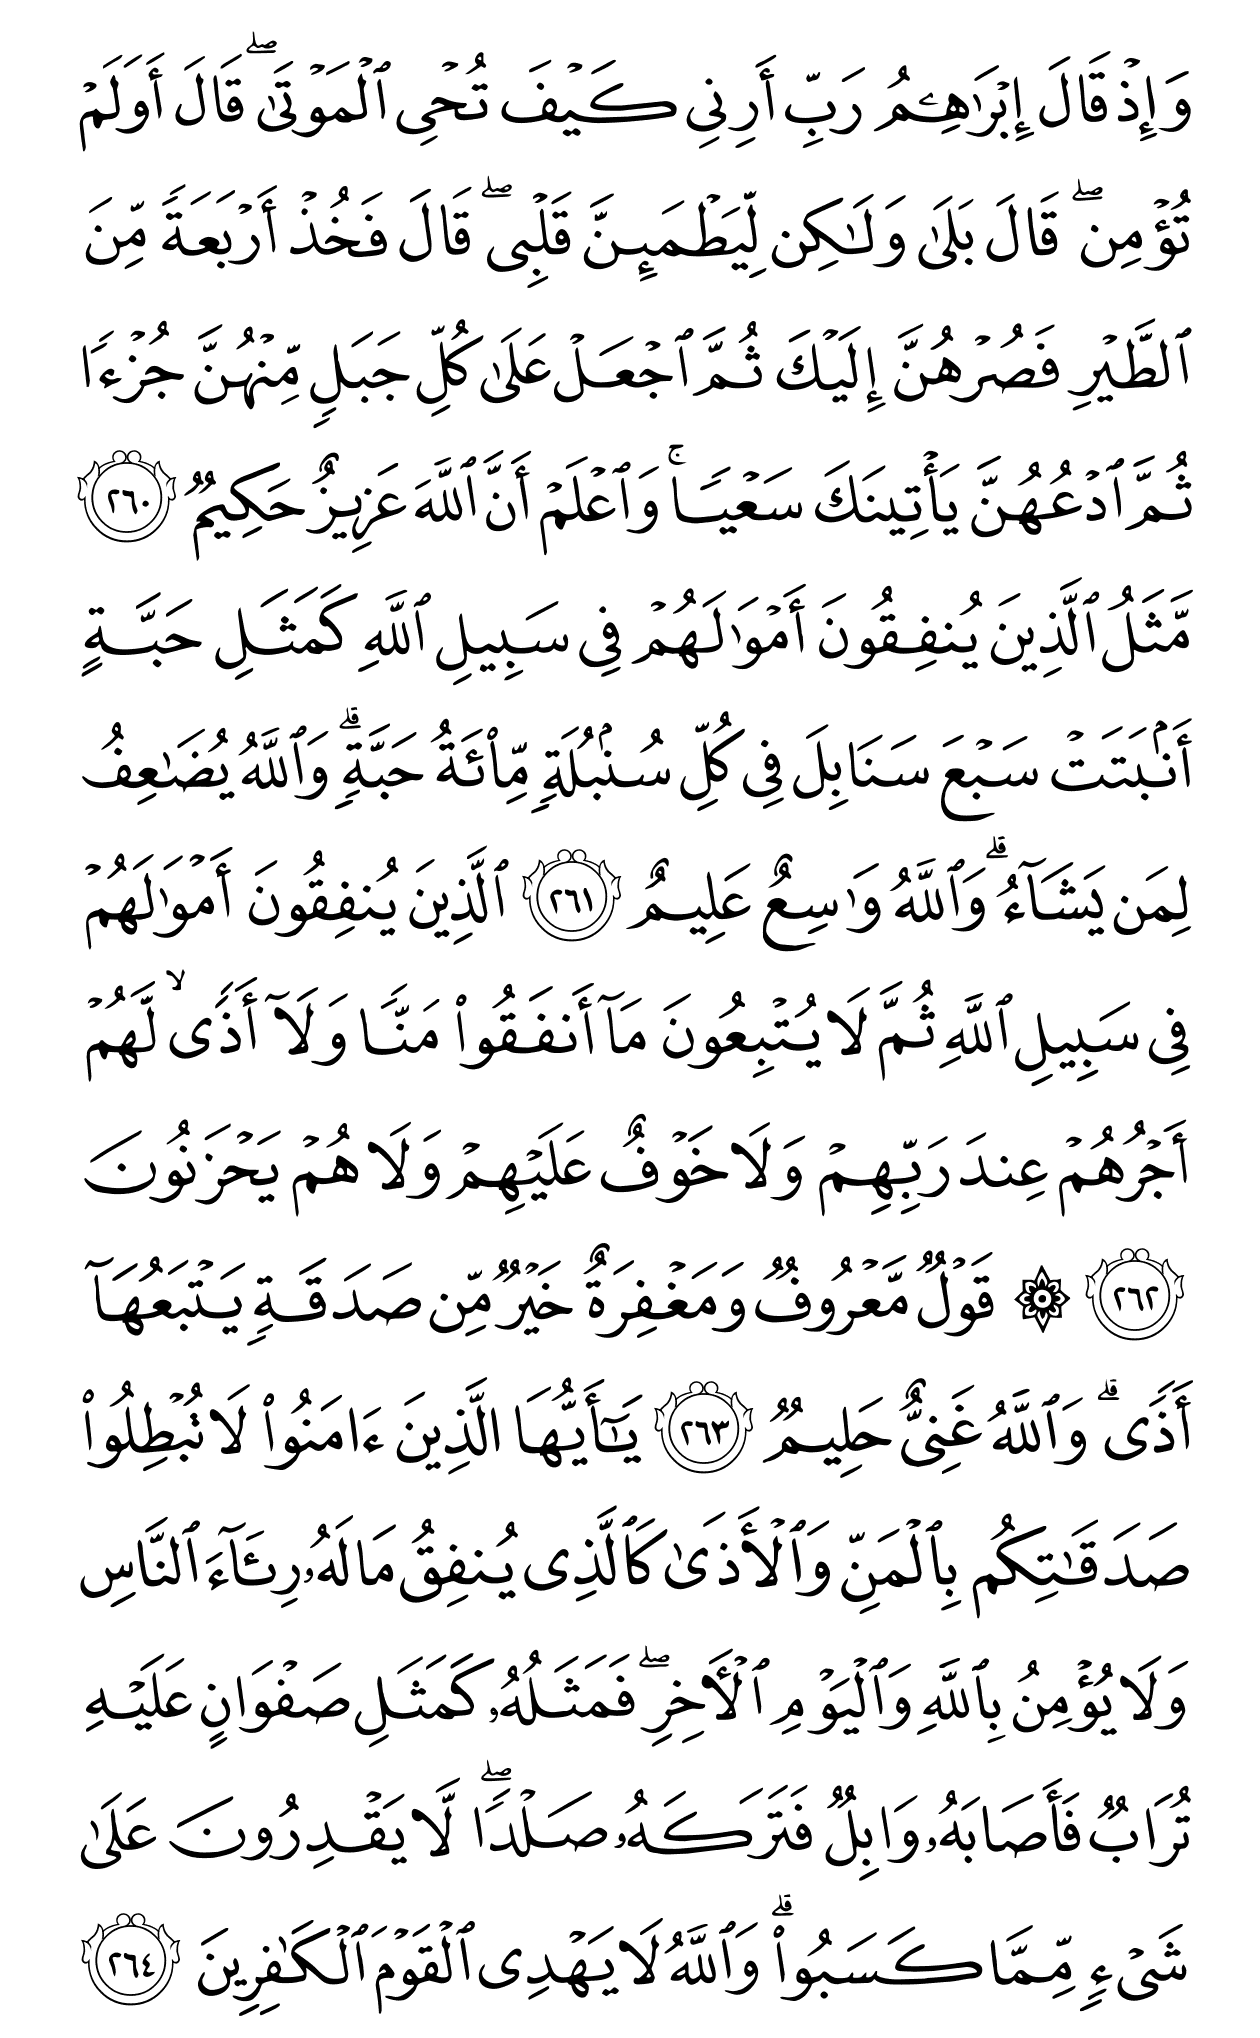 وَإِذۡ قَالَ إِبۡرَٰهِـۧمُ رَبِّ أَرِنِي كَيۡفَ تُحۡيِ ٱلۡمَوۡتَىٰۖ قَالَ أَوَلَمۡ
تُؤۡمِنۖ قَالَ بَلَىٰ وَلَٰكِن لِّيَطۡمَئِنَّ قَلۡبِيۖ قَالَ فَخُذۡ أَرۡبَعَةٗ مِّنَ
ٱلطَّيۡرِ فَصُرۡهُنَّ إِلَيۡكَ ثُمَّ ٱجۡعَلۡ عَلَىٰ كُلِّ جَبَلٖ مِّنۡهُنَّ جُزۡءٗا
ثُمَّ ٱدۡعُهُنَّ يَأۡتِينَكَ سَعۡيٗاۚ وَٱعۡلَمۡ أَنَّ ٱللَّهَ عَزِيزٌ حَكِيمٞ ٢٦٠
مَّثَلُ ٱلَّذِينَ يُنفِقُونَ أَمۡوَٰلَهُمۡ فِي سَبِيلِ ٱللَّهِ كَمَثَلِ حَبَّةٍ
أَنۢبَتَتۡ سَبۡعَ سَنَابِلَ فِي كُلِّ سُنۢبُلَةٖ مِّاْئَةُ حَبَّةٖۗ وَٱللَّهُ يُضَٰعِفُ
لِمَن يَشَآءُۗ وَٱللَّهُ وَٰسِعٌ عَلِيمٌ ٢٦١ ٱلَّذِينَ يُنفِقُونَ أَمۡوَٰلَهُمۡ
فِي سَبِيلِ ٱللَّهِ ثُمَّ لَا يُتۡبِعُونَ مَآ أَنفَقُواْ مَنّٗا وَلَآ أَذٗى لَّهُمۡ
أَجۡرُهُمۡ عِندَ رَبِّهِمۡ وَلَا خَوۡفٌ عَلَيۡهِمۡ وَلَا هُمۡ يَحۡزَنُونَ
٢٦٢ ۞ قَوۡلٞ مَّعۡرُوفٞ وَمَغۡفِرَةٌ خَيۡرٞ مِّن صَدَقَةٖ يَتۡبَعُهَآ
أَذٗىۗ وَٱللَّهُ غَنِيٌّ حَلِيمٞ ٢٦٣ يَٰٓأَيُّهَا ٱلَّذِينَ ءَامَنُواْ لَا تُبۡطِلُواْ
صَدَقَٰتِكُم بِٱلۡمَنِّ وَٱلۡأَذَىٰ كَٱلَّذِي يُنفِقُ مَالَهُۥ رِئَآءَ ٱلنَّاسِ
وَلَا يُؤۡمِنُ بِٱللَّهِ وَٱلۡيَوۡمِ ٱلۡأٓخِرِۖ فَمَثَلُهُۥ كَمَثَلِ صَفۡوَانٍ عَلَيۡهِ
تُرَابٞ فَأَصَابَهُۥ وَابِلٞ فَتَرَكَهُۥ صَلۡدٗاۖ لَّا يَقۡدِرُونَ عَلَىٰ
شَيۡءٖ مِّمَّا كَسَبُواْۗ وَٱللَّهُ لَا يَهۡدِي ٱلۡقَوۡمَ ٱلۡكَٰفِرِينَ ٢٦٤